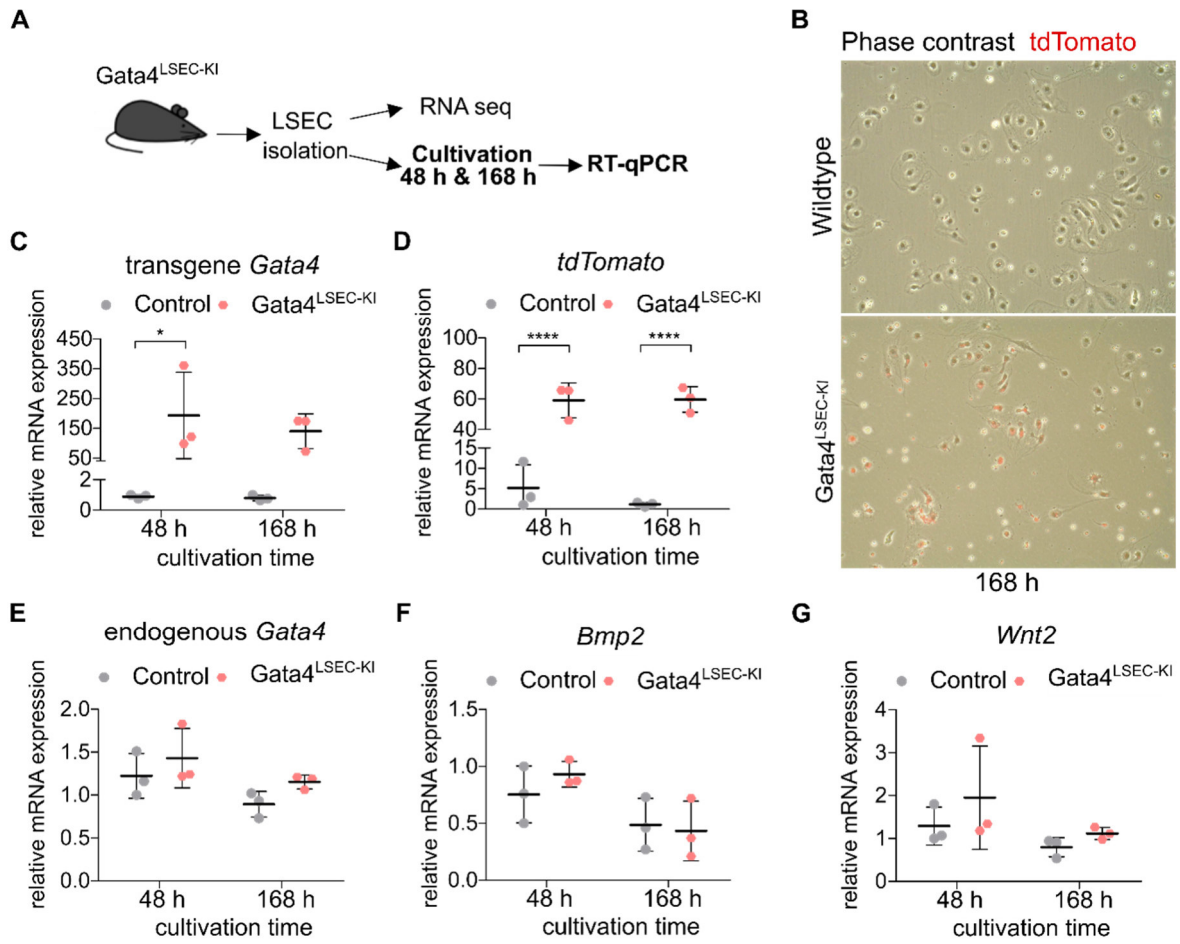 A
Gata4LSEC-KI
LSEC
isolation
RNA seq
Cultivation
48 h & 168 h
RT-qPCR
B
Phase contrast tdTomato
Wildtype
Gata4LSEC-KI
168 h
C
transgene Gata4
Control Gata4LSEC-KI
relative mRNA expression
450
350
250
150
50
2
0
*
48 h 168 h
cultivation time
D
tdTomato
Control Gata4LSEC-KI
relative mRNA expression
100
80
60
40
15
10
5
0
**** ****
48 h 168 h
cultivation time
E
endogenous Gata4
Control Gata4LSEC-KI
relative mRNA expression
2.0
1.5
1.0
0.5
0.0
48 h 168 h
cultivation time
F
Bmp2
Control Gata4LSEC-KI
relative mRNA expression
1.5
1.0
0.5
0.0
48 h 168 h
cultivation time
G
Wnt2
Control Gata4LSEC-KI
relative mRNA expression
4
3
2
1
0
48 h 168 h
cultivation time